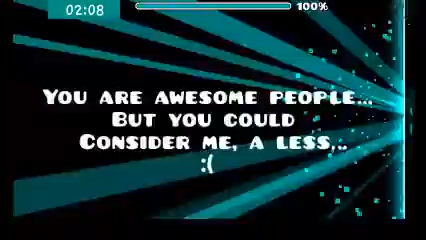 02:08
100%
You are awesome people...
But you could
Consider me, a less,..
:(